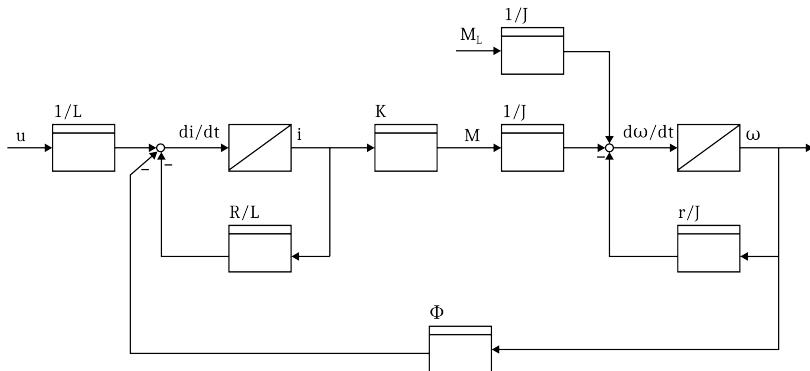 1/J
M_L
1/L
K
1/J
u
di/dt
i
M
dω/dt
ω
R/L
r/J
Φ